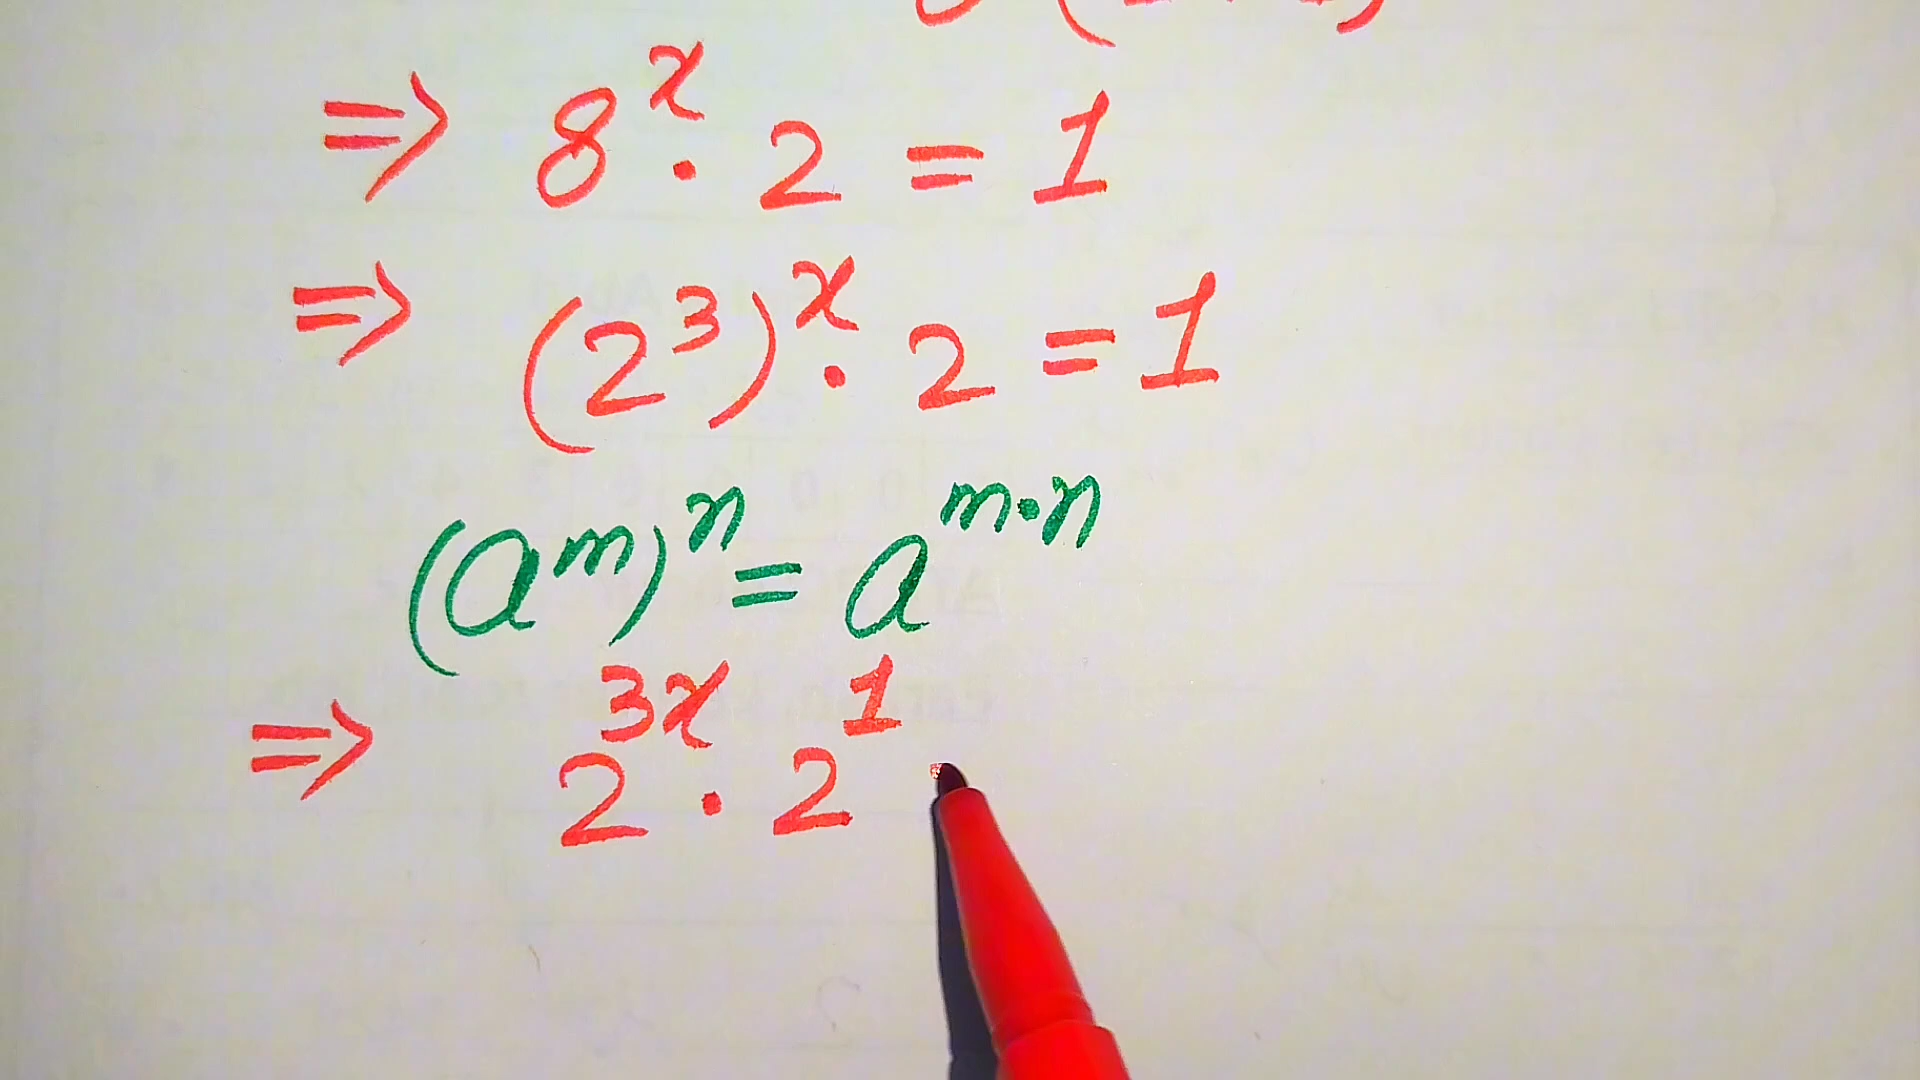 ⇒ 8^x · 2 = 1
⇒ (2^3)^x · 2 = 1
(a^m)^n = a^{m·n}
⇒ 2^{3x} · 2^1